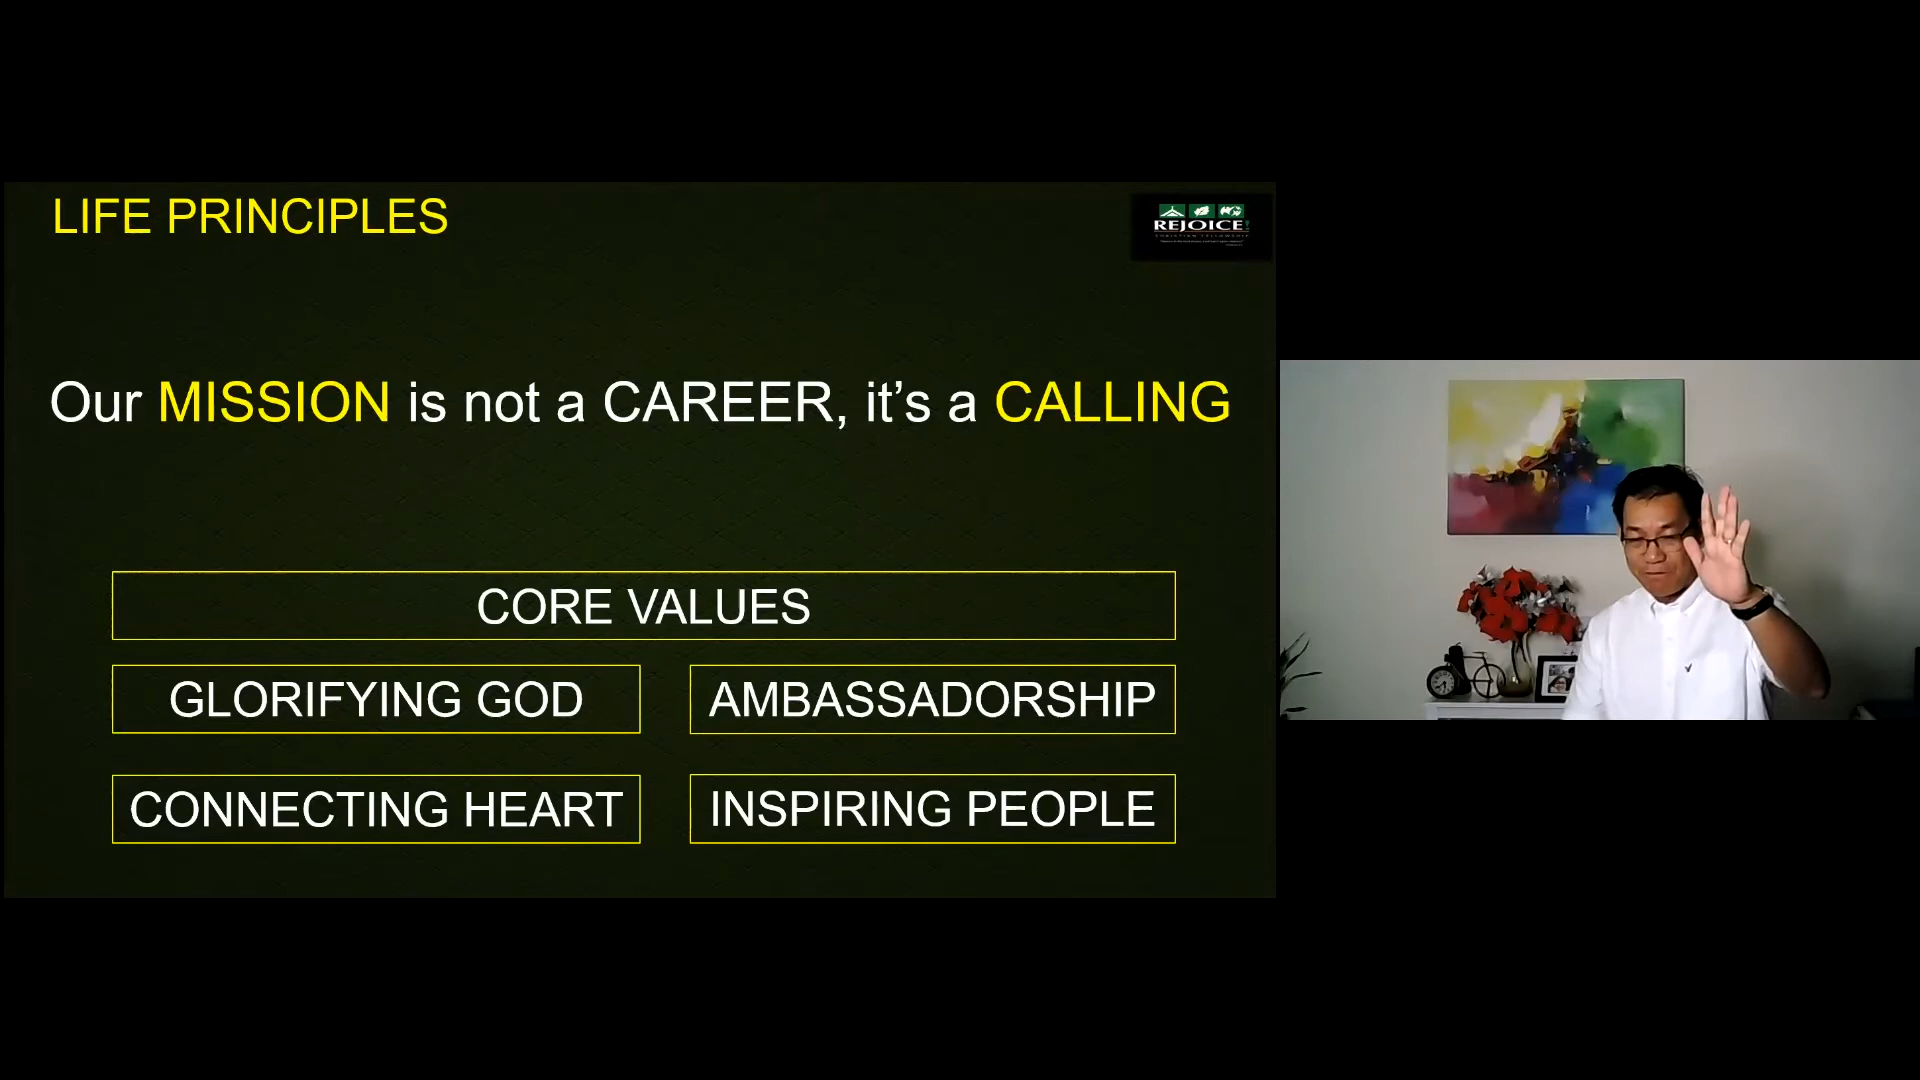 LIFE PRINCIPLES
REJOICE!
Our MISSION is not a CAREER, it’s a CALLING
CORE VALUES
GLORIFYING GOD
AMBASSADORSHIP
CONNECTING HEART
INSPIRING PEOPLE